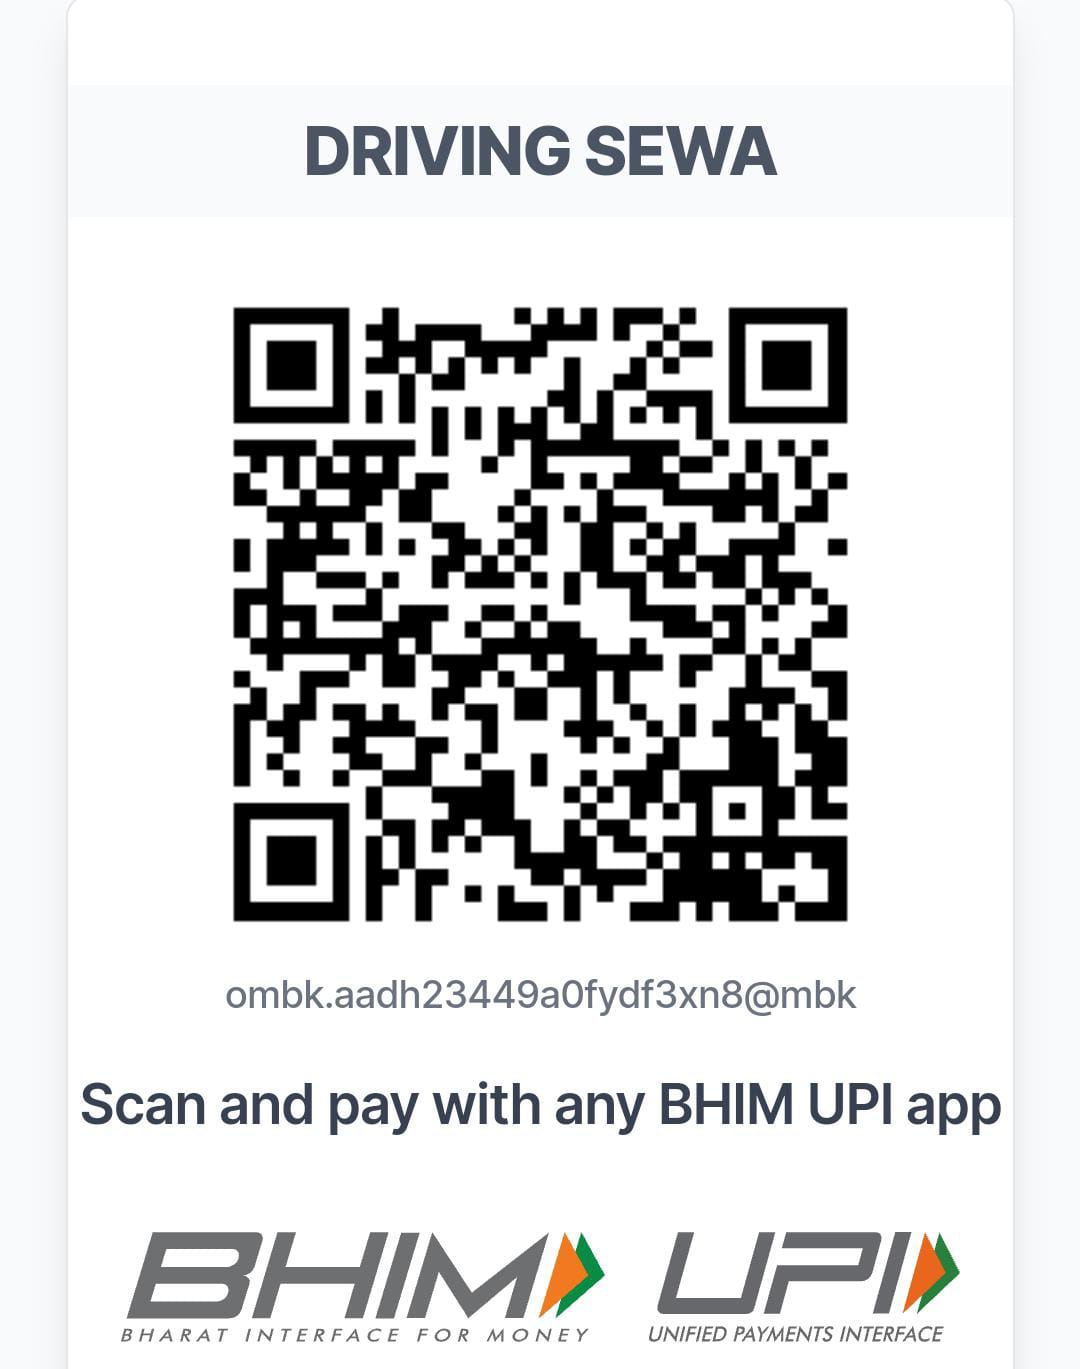 DRIVING SEWA
ombk.aadh23449a0fydf3xn8@mbk
Scan and pay with any BHIM UPI app
BHIM UPI
BHARAT INTERFACE FOR MONEY UNIFIED PAYMENTS INTERFACE